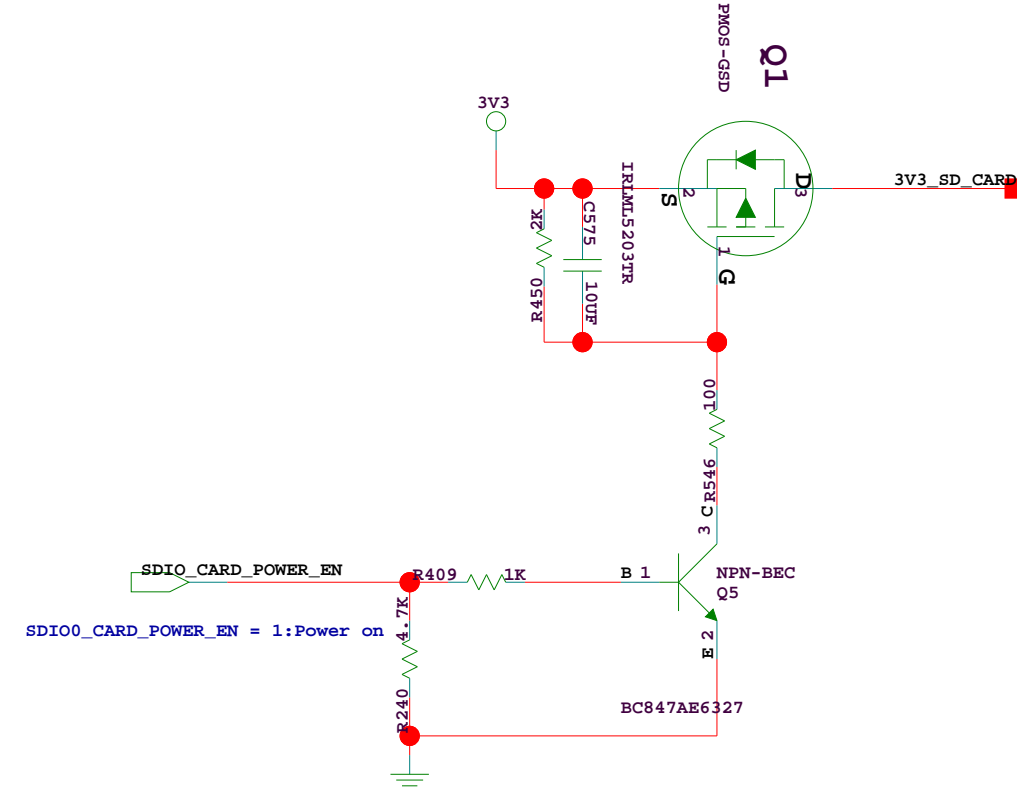 PMOS-GSD
Q1
3V3
IRLML5203TR
S
2
D
3
3V3_SD_CARD
2K
R450
C575
10UF
1
G
100
R546
C
3
SDIO_CARD_POWER_EN
R409
1K
B
1
NPN-BEC
Q5
SDIO0_CARD_POWER_EN = 1:Power on
4.7K
R240
2
E
BC847AE6327